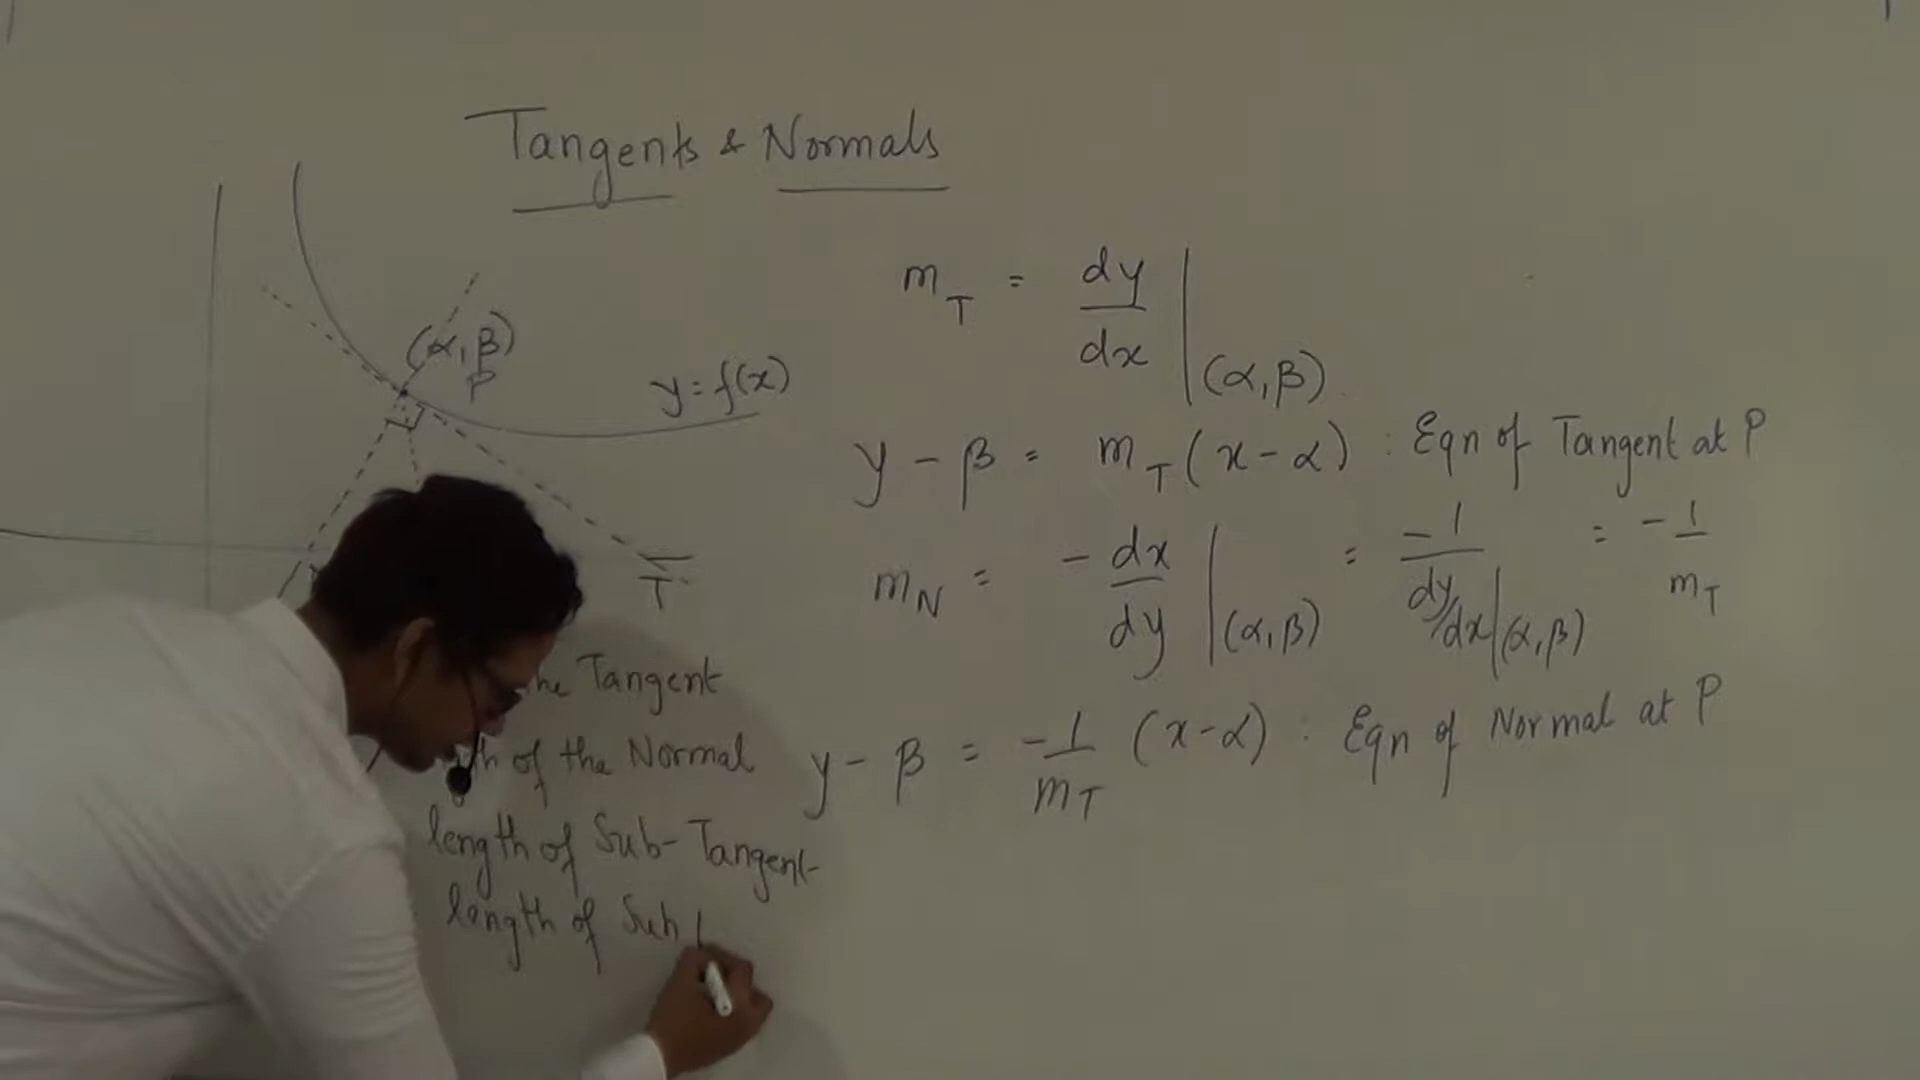 Tangents & Normals
(α, β)
P
y = f(x)
T
m_T = dy/dx |(α, β)
y - β = m_T (x - α) : Eqn of Tangent at P
m_N = - dx/dy |(α, β) = -1/(dy/dx|(α, β)) = -1/m_T
y - β = -1/m_T (x - α) : Eqn of Normal at P
Tangent
of the Normal
length of Sub-Tangent
length of Sub